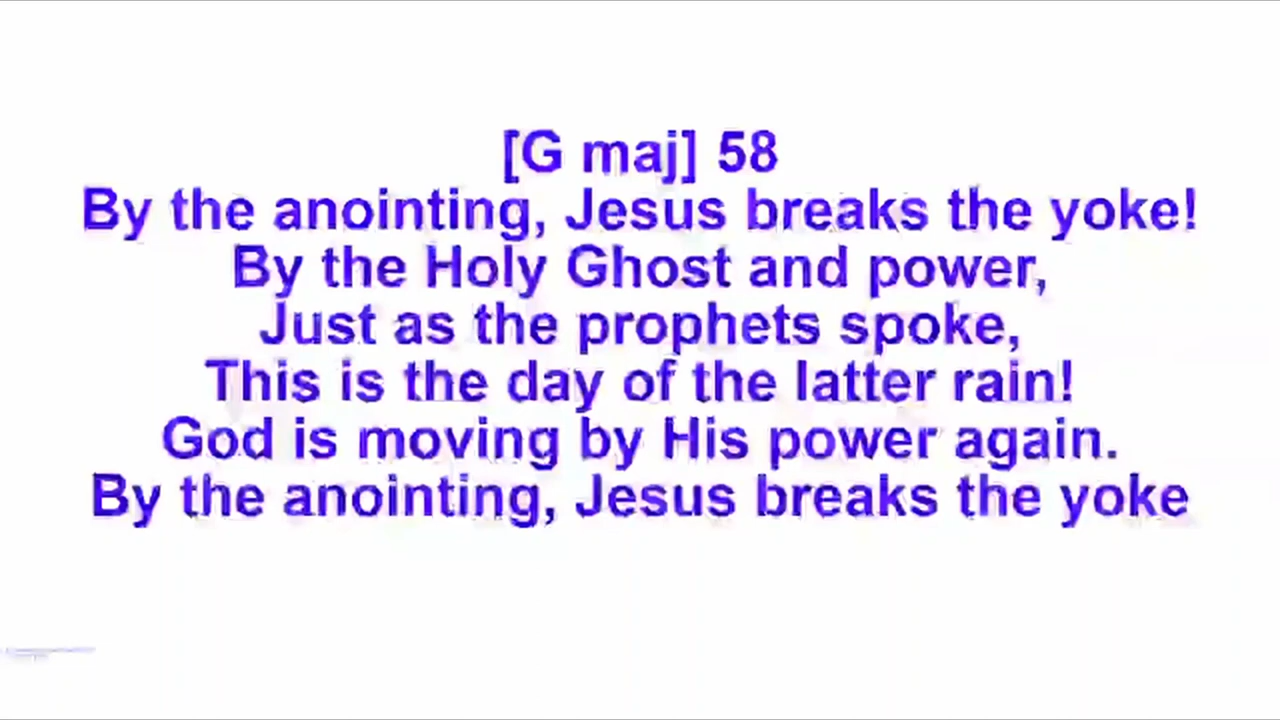 [G maj] 58
By the anointing, Jesus breaks the yoke!
By the Holy Ghost and power,
Just as the prophets spoke,
This is the day of the latter rain!
God is moving by His power again.
By the anointing, Jesus breaks the yoke